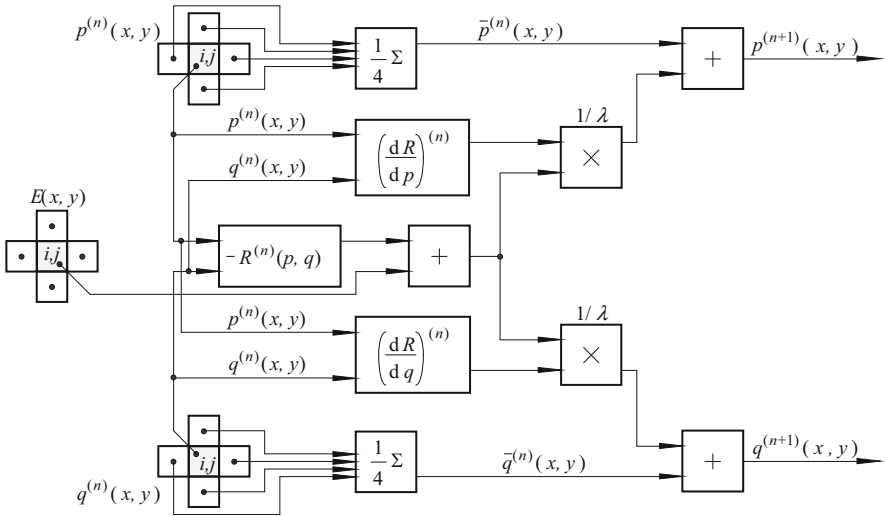 p^(n)(x, y)
i,j
1/4 Σ
p̄^(n)(x, y)
+
p^(n+1)(x, y)
1/λ
p^(n)(x, y)
(dR/dp)^(n)
×
q^(n)(x, y)
E(x, y)
i,j
−R^(n)(p, q)
+
1/λ
p^(n)(x, y)
(dR/dq)^(n)
×
q^(n)(x, y)
i,j
1/4 Σ
q̄^(n)(x, y)
+
q^(n+1)(x, y)
q^(n)(x, y)